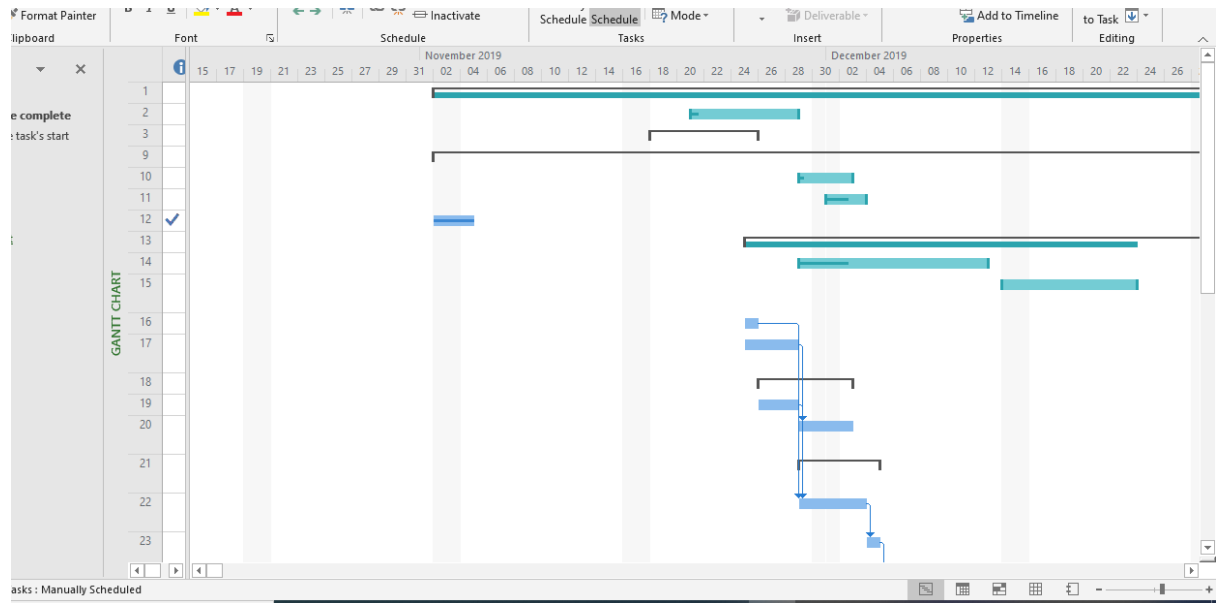 Format Painter
B I U A
Inactivate
Schedule Schedule
Mode
Deliverable
Add to Timeline
to Task
lipboard Font Schedule Tasks Insert Properties Editing
November 2019 December 2019
15 17 19 21 23 25 27 29 31 02 04 06 08 10 12 14 16 18 20 22 24 26 28 30 02 04 06 08 10 12 14 16 18 20 22 24 26
1
e complete
2
task's start
3
9
10
11
12
13
14
15
GANTT CHART
16
17
18
19
20
21
22
23
asks : Manually Scheduled